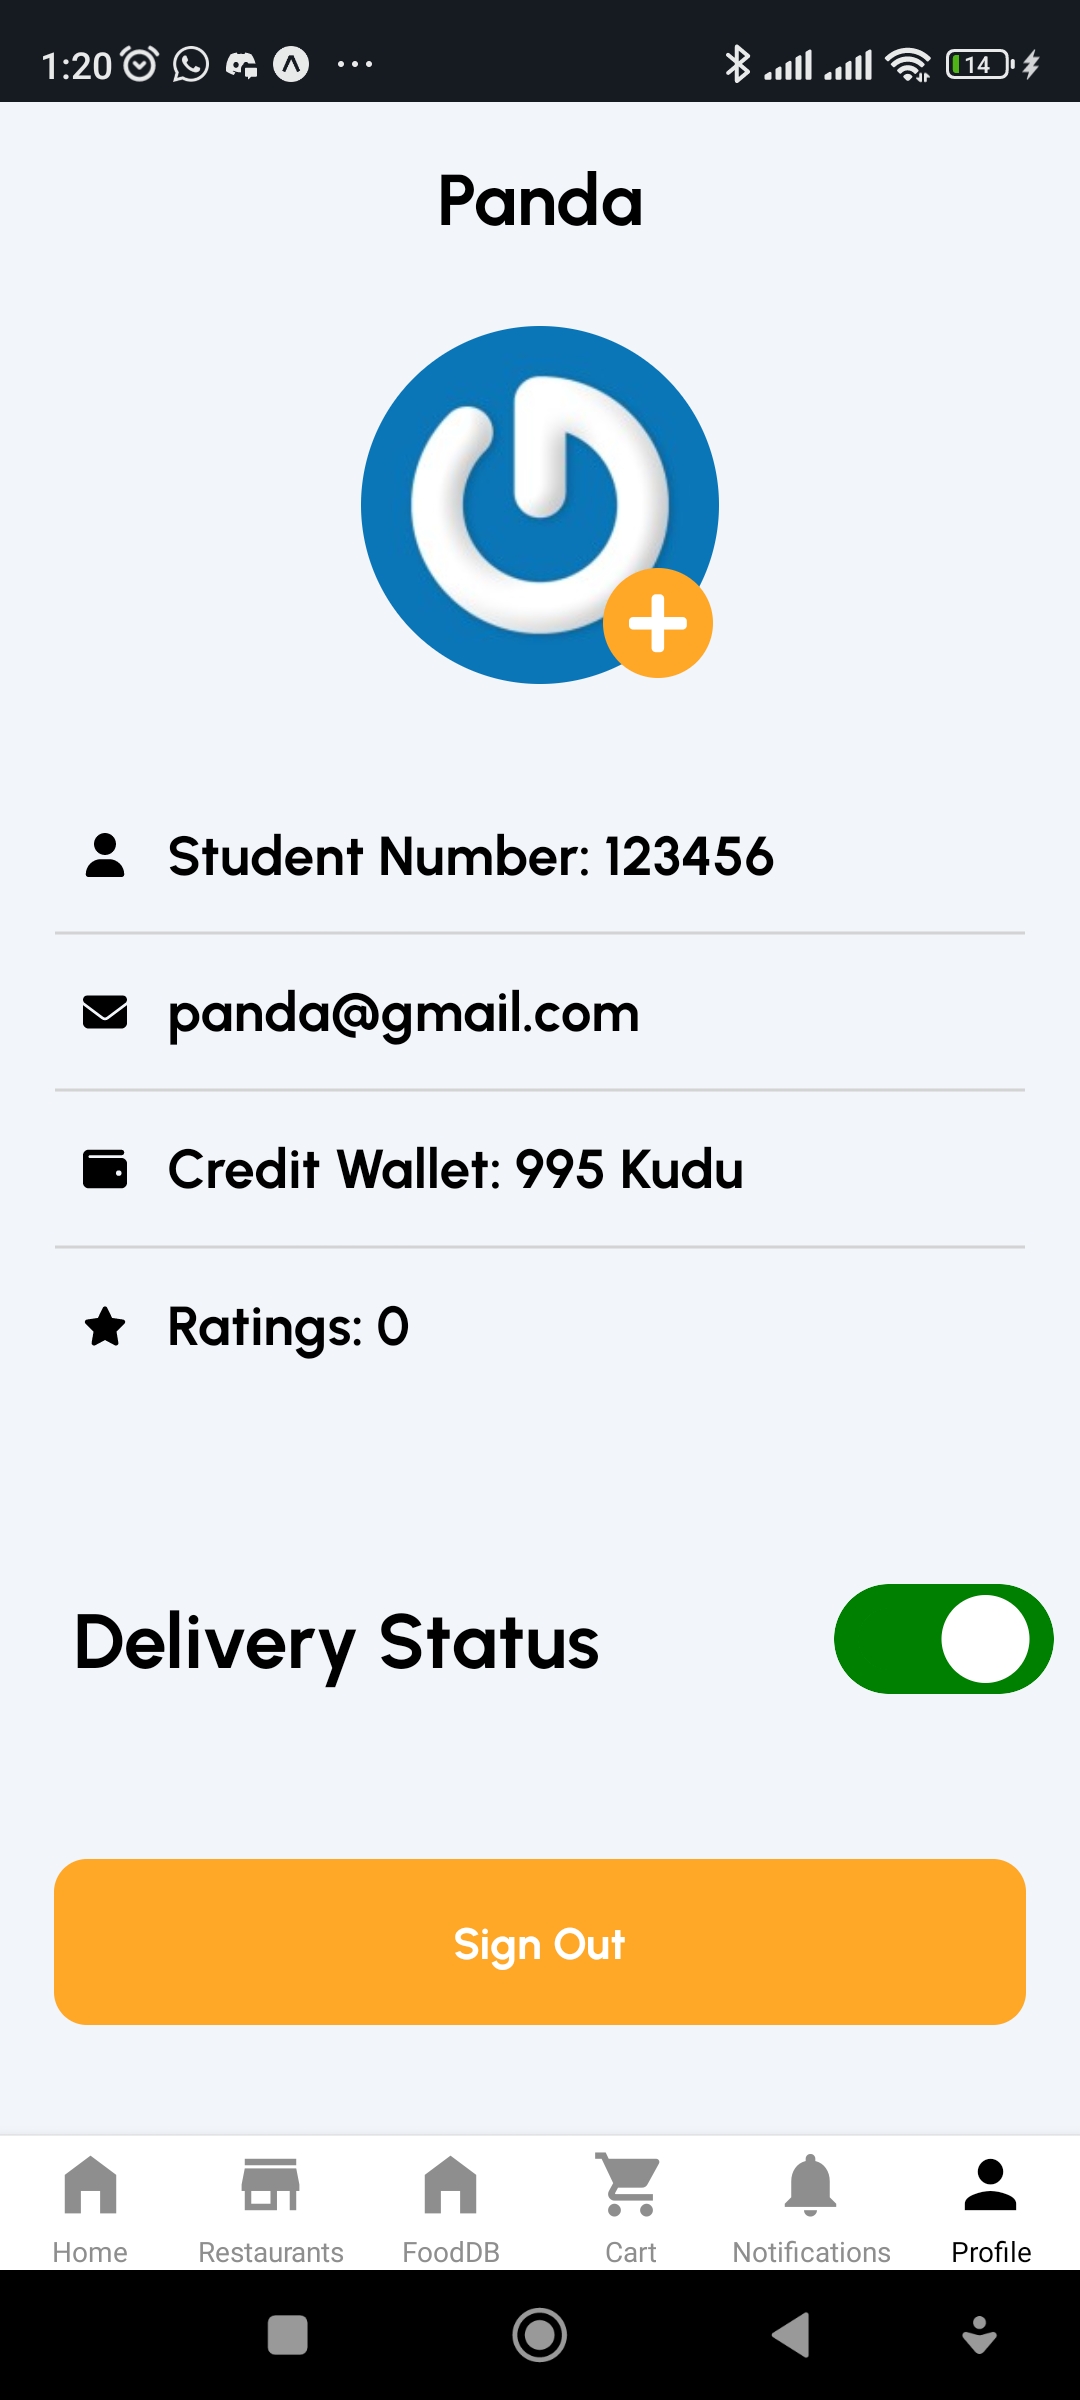 1:20 14
Panda
Student Number: 123456
panda@gmail.com
Credit Wallet: 995 Kudu
Ratings: 0
Delivery Status
Sign Out
Home Restaurants FoodDB Cart Notifications Profile